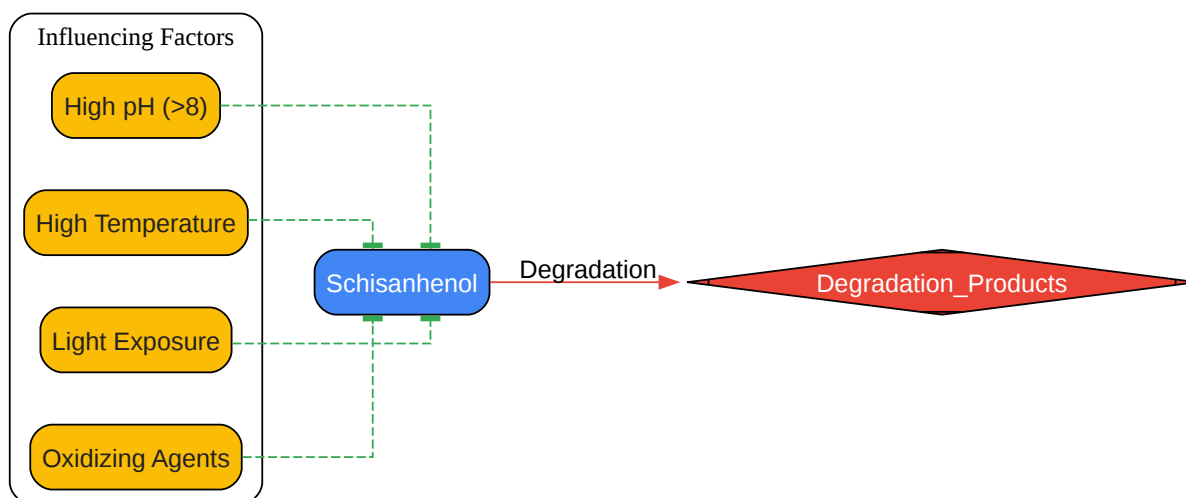 Influencing Factors
High pH (>8)
High Temperature
Light Exposure
Oxidizing Agents
Schisanhenol
Degradation
Degradation_Products